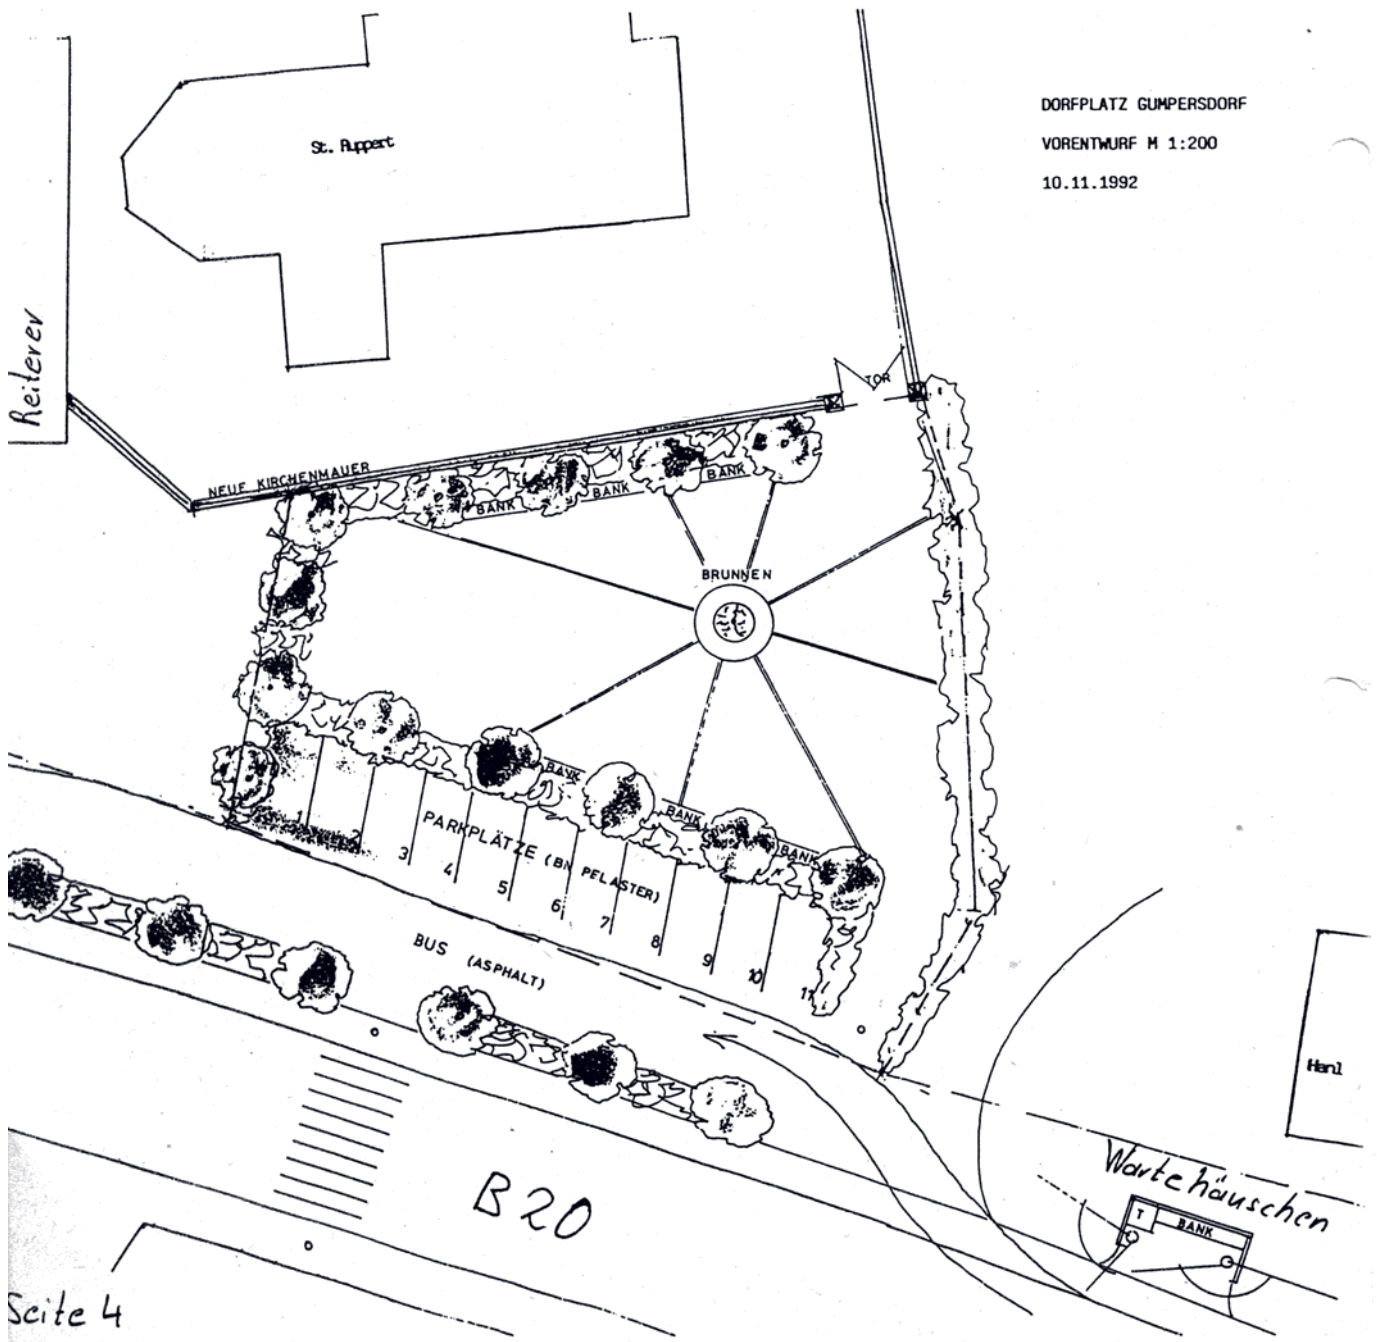 DORFPLATZ GUMPERSDORF
VORENTWURF M 1:200
10.11.1992
St. Ruppert
Reiterer
TOR
NEUE KIRCHENMAUER
BANK
BANK
BANK
BRUNNEN
BANK
BANK
BANK
PARKPLÄTZE (BN PFLASTER)
1
2
3
4
5
6
7
8
9
10
11
BUS (ASPHALT)
B20
Hanl
Wartehäuschen
T
BANK
Seite 4